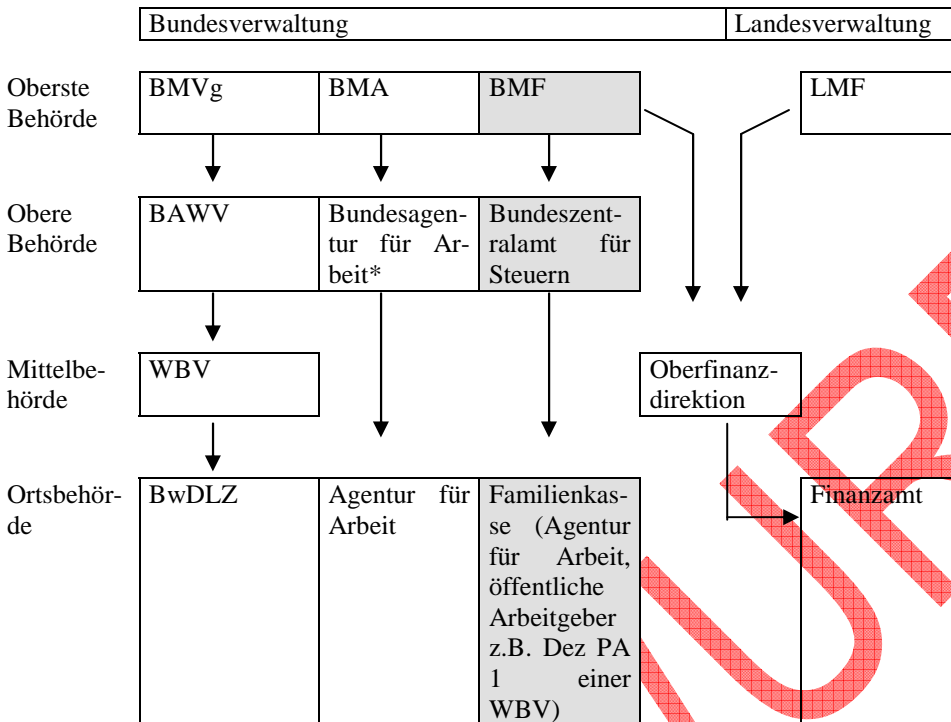 Bundesverwaltung Landesverwaltung
Oberste
Behörde
BMVg
BMA
BMF
LMF
Obere
Behörde
BAWV
Bundesagen-
tur für Ar-
beit*
Bundeszent-
ralamt für
Steuern
Mittelbe-
hörde
WBV
Oberfinanz-
direktion
Ortsbehör-
de
BwDLZ
Agentur für
Arbeit
Familienkas-
se (Agentur
für Arbeit,
öffentliche
Arbeitgeber
z.B. Dez PA
1 einer
WBV)
Finanzamt